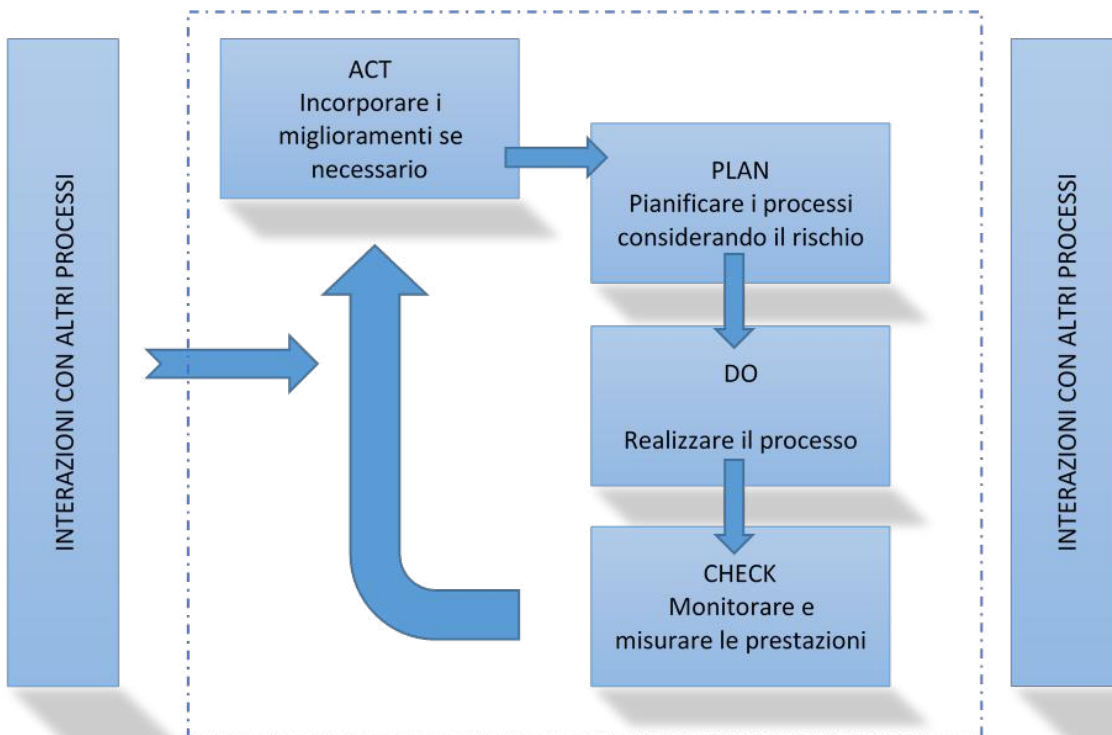 INTERAZIONI CON ALTRI PROCESSI
ACT
Incorporare i
miglioramenti se
necessario
PLAN
Pianificare i processi
considerando il rischio
DO
Realizzare il processo
CHECK
Monitorare e
misurare le prestazioni
INTERAZIONI CON ALTRI PROCESSI